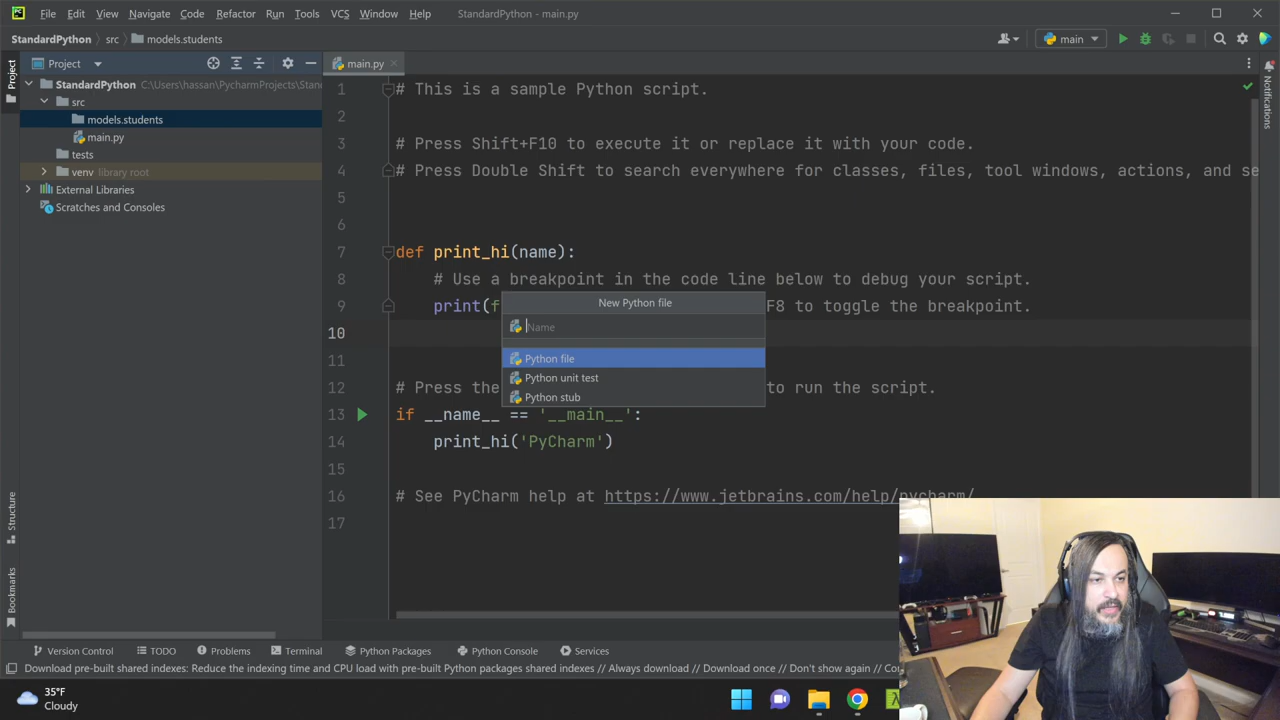 PC File Edit View Navigate Code Refactor Run Tools VCS Window Help StandardPython - main.py
StandardPython src models.students main
Project
Project
main.py
StandardPython C:\Users\hassan\PycharmProjects\Stan
src
models.students
main.py
tests
venv library root
External Libraries
Scratches and Consoles
1 # This is a sample Python script.
2
3 # Press Shift+F10 to execute it or replace it with your code.
4 # Press Double Shift to search everywhere for classes, files, tool windows, actions, and se
5
6
7 def print_hi(name):
8 # Use a breakpoint in the code line below to debug your script.
9 print(f F8 to toggle the breakpoint.
10
11
12 # Press the to run the script.
13 if __name__ == '__main__':
14 print_hi('PyCharm')
15
16 # See PyCharm help at https://www.jetbrains.com/help/pycharm/
17
New Python file
Name
Python file
Python unit test
Python stub
Notifications
Structure
Bookmarks
Version Control TODO Problems Terminal Python Packages Python Console Services
Download pre-built shared indexes: Reduce the indexing time and CPU load with pre-built Python packages shared indexes // Always download // Download once // Don't show again // Co
35°F
Cloudy